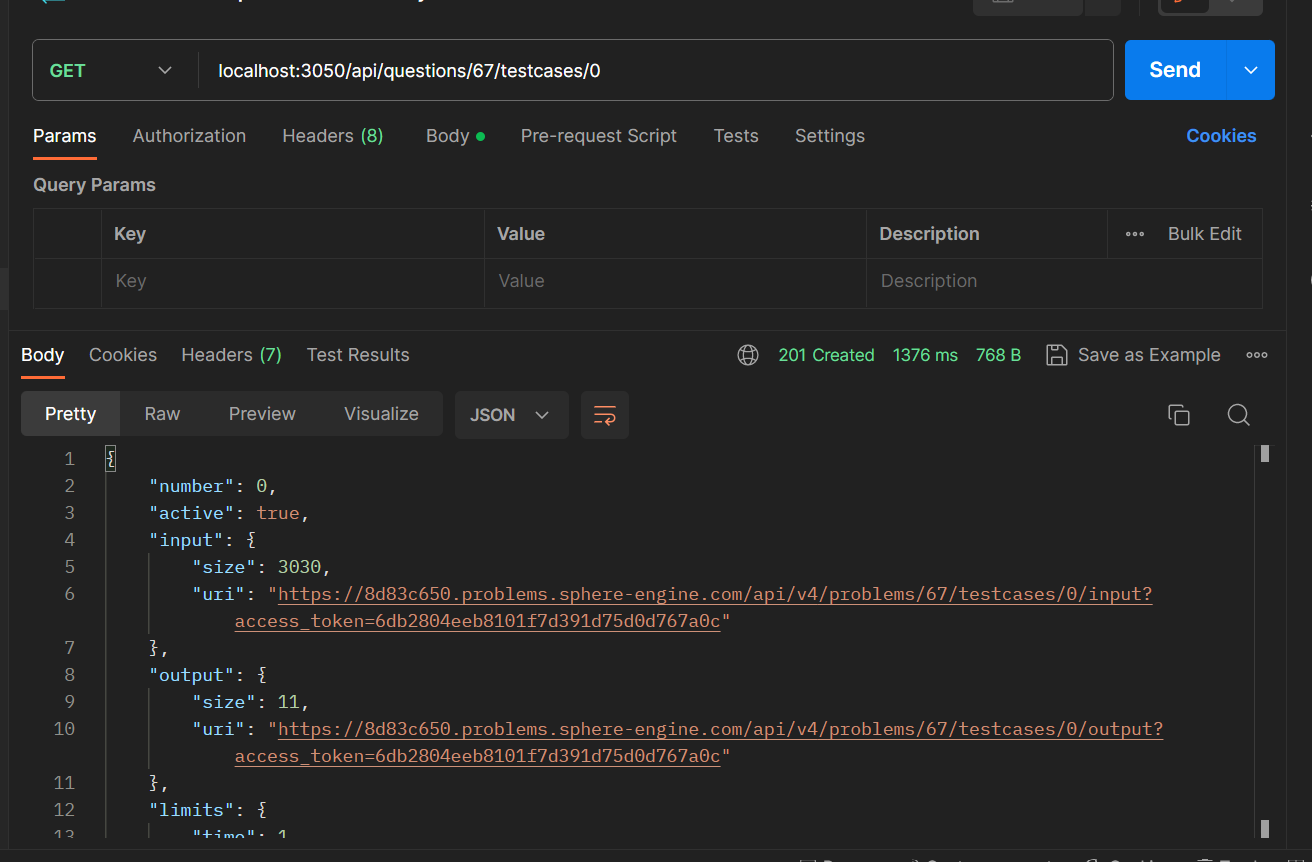 GET localhost:3050/api/questions/67/testcases/0 Send
Params Authorization Headers (8) Body Pre-request Script Tests Settings Cookies
Query Params
Key Value Description Bulk Edit
Key Value Description
Body Cookies Headers (7) Test Results 201 Created 1376 ms 768 B Save as Example
Pretty Raw Preview Visualize JSON
1 {
2 "number": 0,
3 "active": true,
4 "input": {
5 "size": 3030,
6 "uri": "https://8d83c650.problems.sphere-engine.com/api/v4/problems/67/testcases/0/input?
access_token=6db2804eeb8101f7d391d75d0d767a0c"
7 },
8 "output": {
9 "size": 11,
10 "uri": "https://8d83c650.problems.sphere-engine.com/api/v4/problems/67/testcases/0/output?
access_token=6db2804eeb8101f7d391d75d0d767a0c"
11 },
12 "limits": {
13 "time": 1